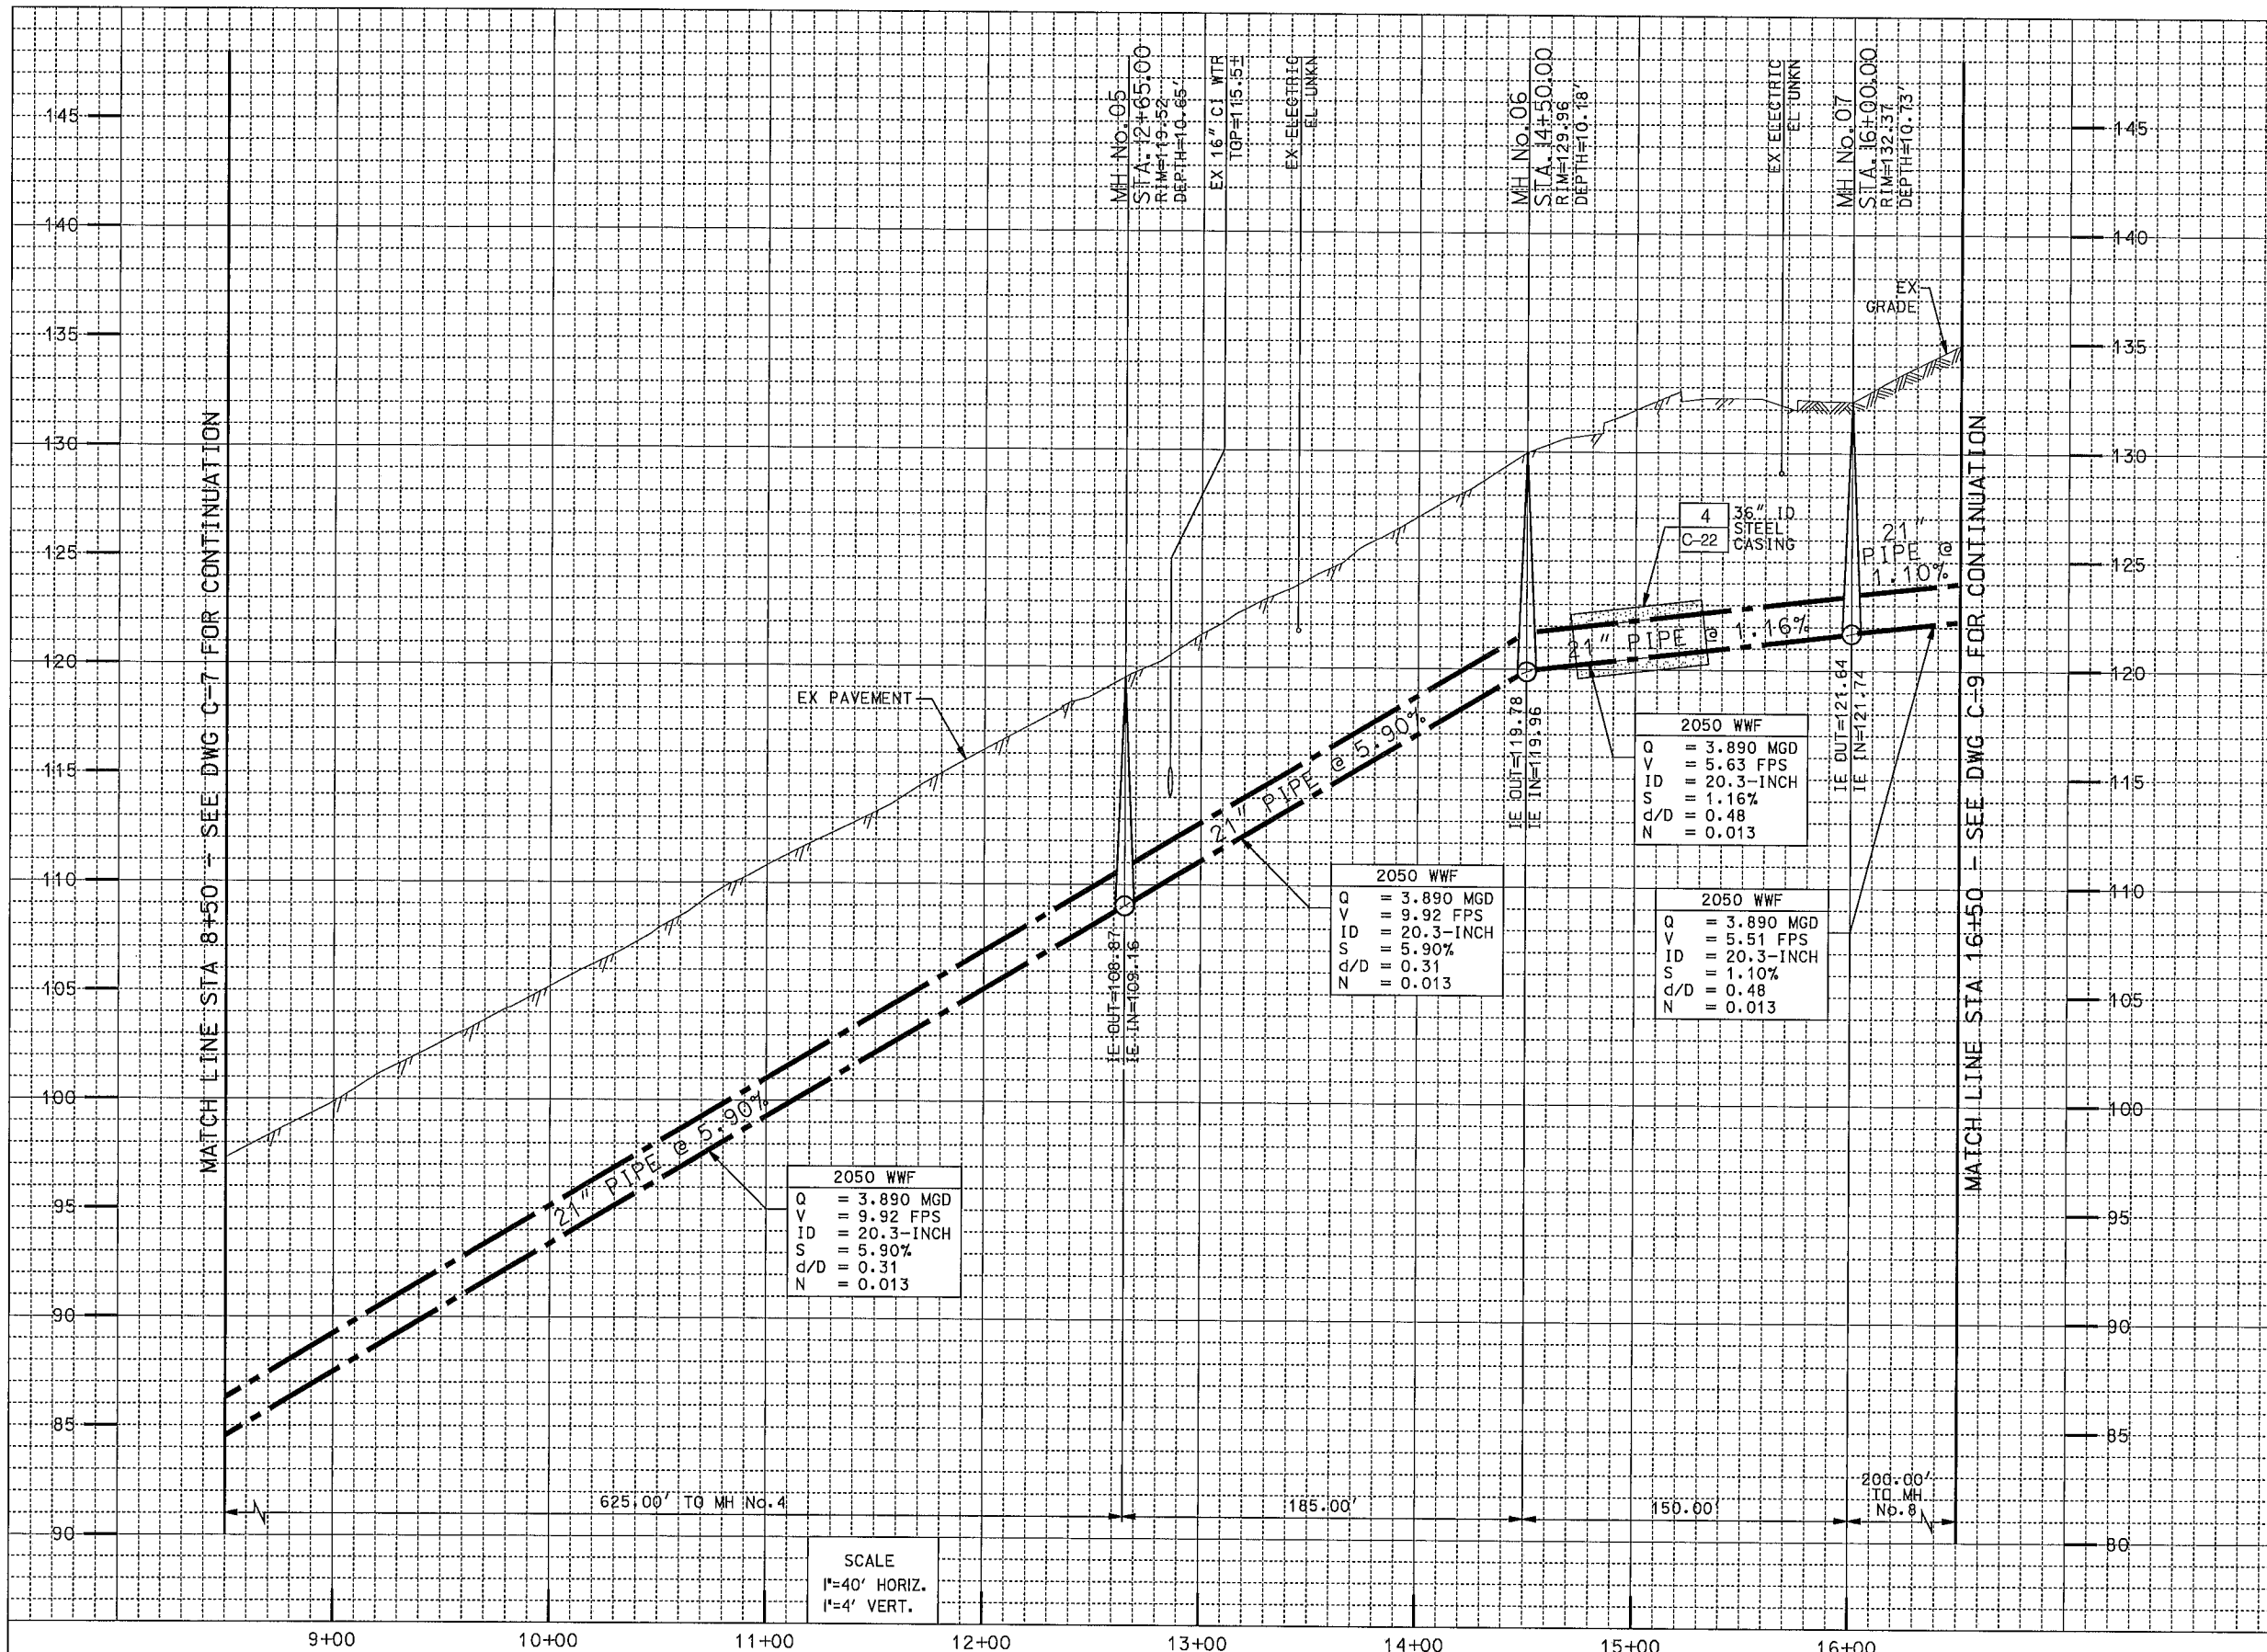 MH No.05
STA. 12+65.00
RIM=119.52
DEPTH=10.65'
EX 16" CI WTR
TOP=115.5±
EX ELECTRIC
EL UNKN
MH No.06
STA. 14+50.00
RIM=129.96
DEPTH=10.18'
EX ELECTRIC
EL UNKN
MH No.07
STA. 16+00.00
RIM=132.37
DEPTH=10.73'
145
140
135
130
125
120
115
110
105
100
95
90
85
90
MATCH LINE STA 8+50 - SEE DWG C-7 FOR CONTINUATION
EX
GRADE
4
C-22
36" ID
STEEL
CASING
21"
PIPE @
1.10%
21" PIPE @ 1.16%
EX PAVEMENT
21" PIPE @ 5.90%
21" PIPE @ 5.90%
IE OUT=119.78
IE IN=119.96
IE OUT=121.64
IE IN=121.74
IE OUT=108.87
IE IN=109.16
2050 WWF
Q = 3.890 MGD
V = 5.63 FPS
ID = 20.3-INCH
S = 1.16%
d/D = 0.48
N = 0.013
2050 WWF
Q = 3.890 MGD
V = 9.92 FPS
ID = 20.3-INCH
S = 5.90%
d/D = 0.31
N = 0.013
2050 WWF
Q = 3.890 MGD
V = 5.51 FPS
ID = 20.3-INCH
S = 1.10%
d/D = 0.48
N = 0.013
2050 WWF
Q = 3.890 MGD
V = 9.92 FPS
ID = 20.3-INCH
S = 5.90%
d/D = 0.31
N = 0.013
MATCH LINE STA 16+50 - SEE DWG C-9 FOR CONTINUATION
145
140
135
130
125
120
115
110
105
100
95
90
85
80
625.00' TO MH No.4
185.00'
150.00'
200.00'
TO MH
No.8
SCALE
1"=40' HORIZ.
1"=4' VERT.
9+00
10+00
11+00
12+00
13+00
14+00
15+00
16+00